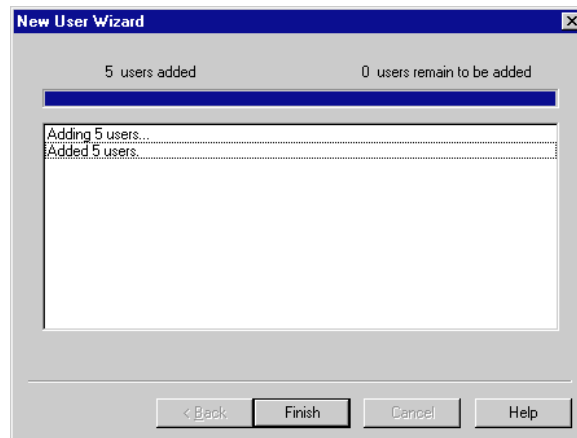 New User Wizard
5 users added
0 users remain to be added
Adding 5 users...
Added 5 users.
< Back
Finish
Cancel
Help